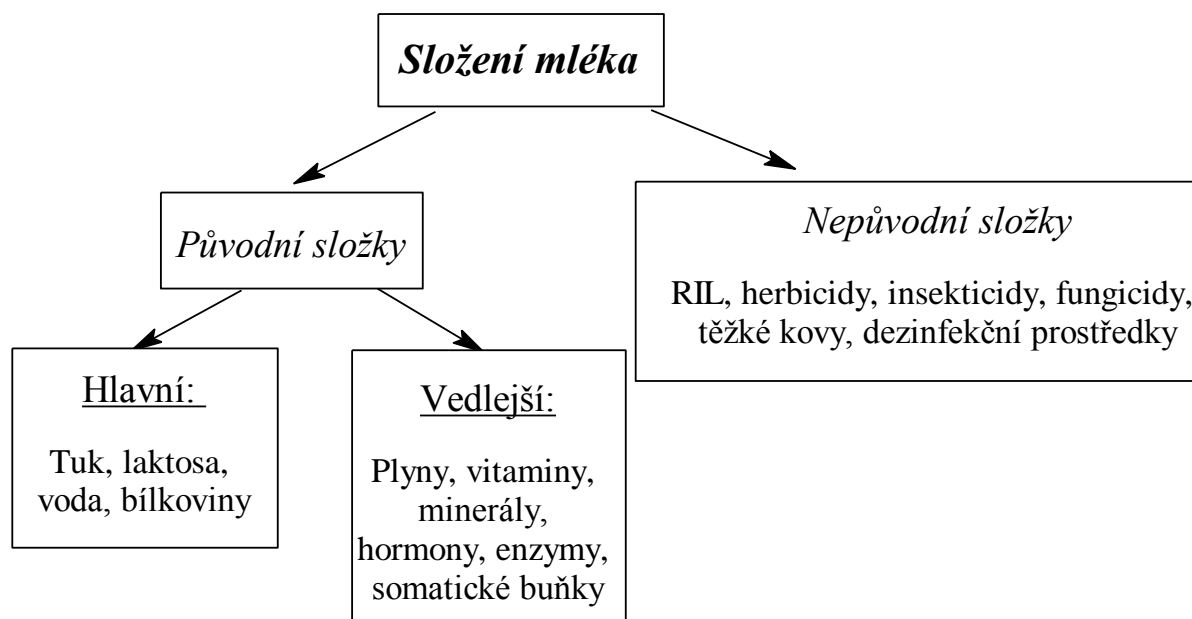 Složení mléka
Původní složky
Nepůvodní složky
RIL, herbicidy, insekticidy, fungicidy,
těžké kovy, dezinfekční prostředky
Hlavní:
Tuk, laktosa,
voda, bílkoviny
Vedlejší:
Plyny, vitaminy,
minerály,
hormony, enzymy,
somatické buňky